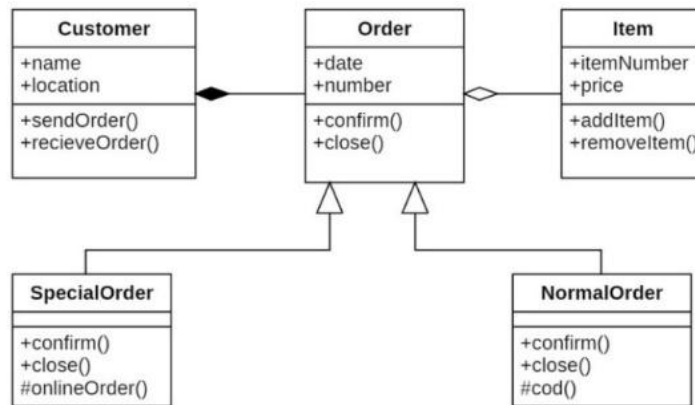 Customer
+name
+location
+sendOrder()
+recieveOrder()
Order
+date
+number
+confirm()
+close()
Item
+itemNumber
+price
+addItem()
+removeItem()
SpecialOrder
+confirm()
+close()
#onlineOrder()
NormalOrder
+confirm()
+close()
#cod()